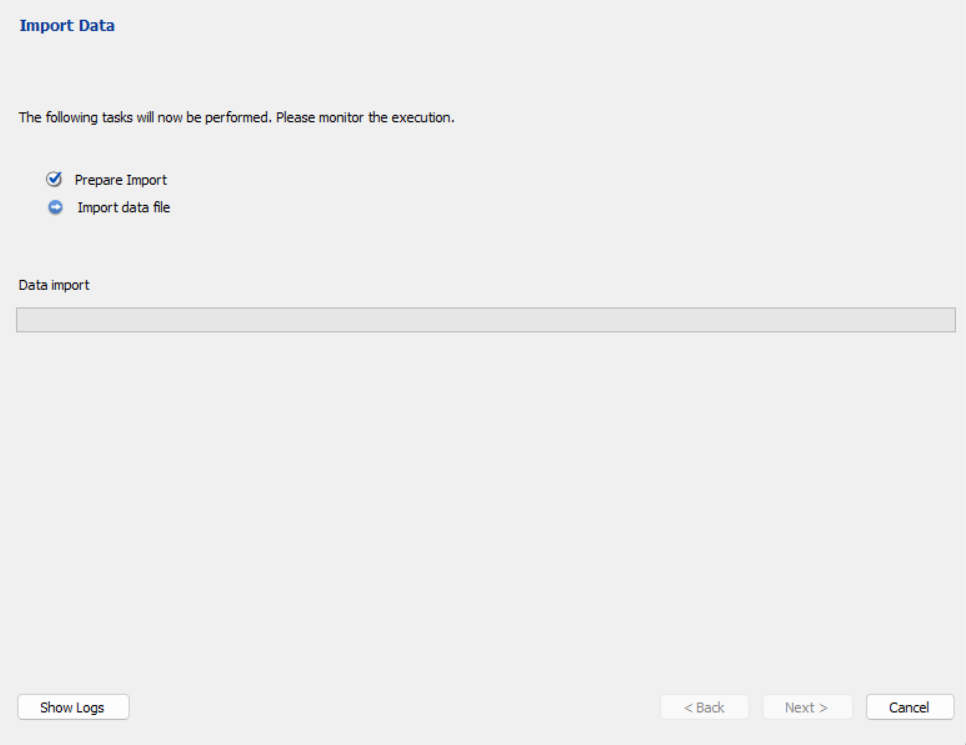 Import Data
The following tasks will now be performed. Please monitor the execution.
Prepare Import
Import data file
Data import
Show Logs
< Back
Next >
Cancel